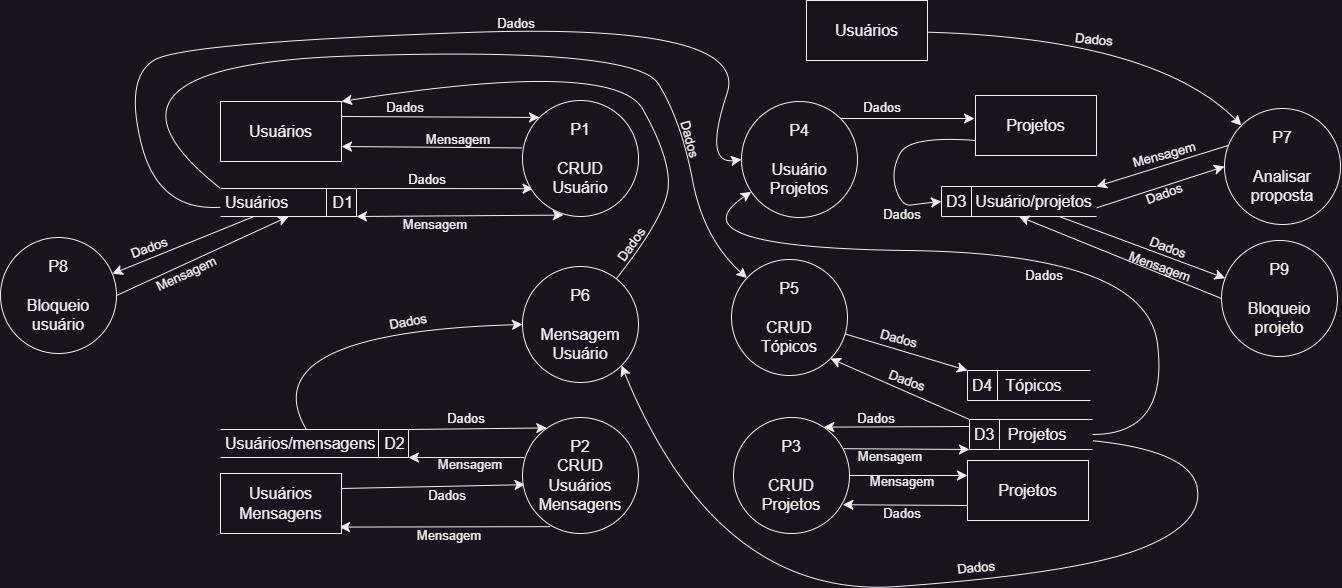 Dados
Usuários
Dados
Usuários
Dados
Mensagem
P1
CRUD
Usuário
Dados
P4
Usuário
Projetos
Dados
Projetos
P7
Analisar
proposta
Mensagem
Dados
Usuários
D1
Dados
Mensagem
D3
Usuário/projetos
Dados
Dados
Mensagem
P8
Bloqueio
usuário
Dados
Mensagem
P9
Bloqueio
projeto
Dados
P6
Mensagem
Usuário
Dados
P5
CRUD
Tópicos
Dados
Dados
Dados
D4
Tópicos
Usuários/mensagens
D2
Dados
Mensagem
P2
CRUD
Usuários
Mensagens
Usuários
Mensagens
Dados
Mensagem
P3
CRUD
Projetos
Dados
Mensagem
D3
Projetos
Mensagem
Dados
Projetos
Dados